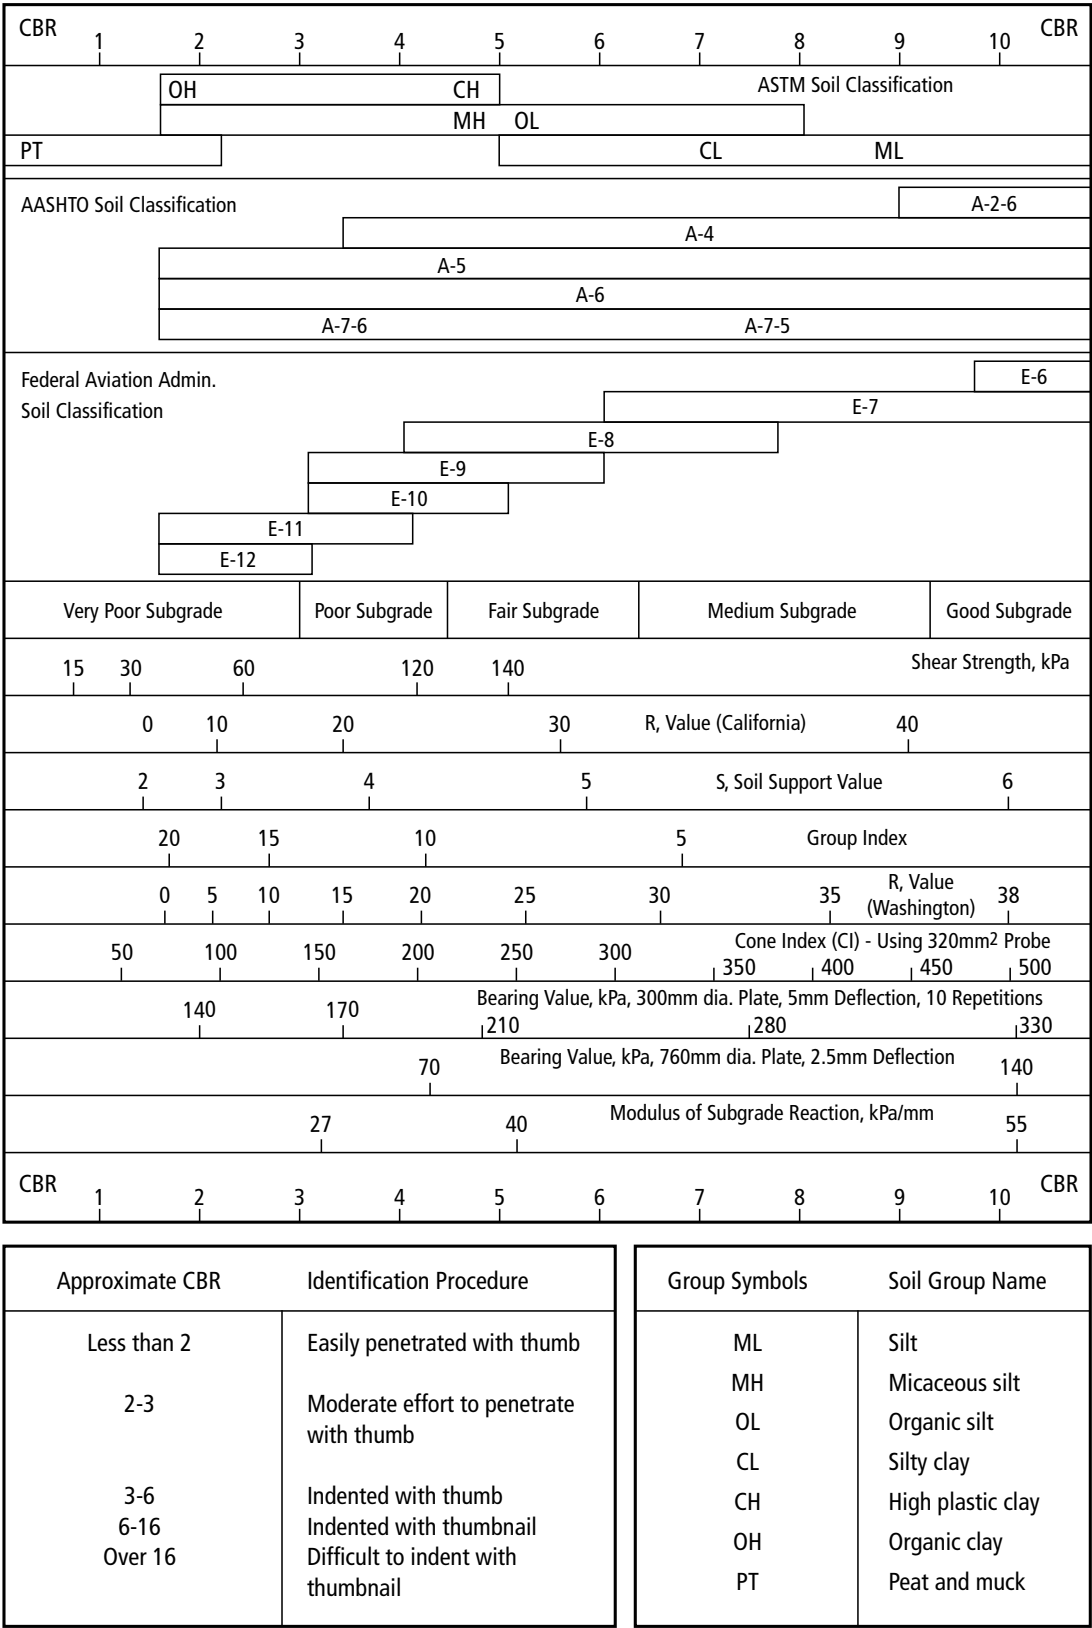 CBR 1 2 3 4 5 6 7 8 9 10 CBR
OH CH ASTM Soil Classification
MH OL
PT CL ML
AASHTO Soil Classification A-2-6
A-4
A-5
A-6
A-7-6 A-7-5
Federal Aviation Admin. E-6
Soil Classification E-7
E-8
E-9
E-10
E-11
E-12
Very Poor Subgrade Poor Subgrade Fair Subgrade Medium Subgrade Good Subgrade
15 30 60 120 140 Shear Strength, kPa
0 10 20 30 R, Value (California) 40
2 3 4 5 S, Soil Support Value 6
20 15 10 5 Group Index
0 5 10 15 20 25 30 35 R, Value 38
(Washington)
Cone Index (CI) - Using 320mm2 Probe
50 100 150 200 250 300 350 400 450 500
Bearing Value, kPa, 300mm dia. Plate, 5mm Deflection, 10 Repetitions
140 170 210 280 330
Bearing Value, kPa, 760mm dia. Plate, 2.5mm Deflection
70 140
Modulus of Subgrade Reaction, kPa/mm
27 40 55
CBR 1 2 3 4 5 6 7 8 9 10 CBR
Approximate CBR Identification Procedure
Less than 2 Easily penetrated with thumb
2-3 Moderate effort to penetrate
with thumb
3-6 Indented with thumb
6-16 Indented with thumbnail
Over 16 Difficult to indent with
thumbnail
Group Symbols Soil Group Name
ML Silt
MH Micaceous silt
OL Organic silt
CL Silty clay
CH High plastic clay
OH Organic clay
PT Peat and muck